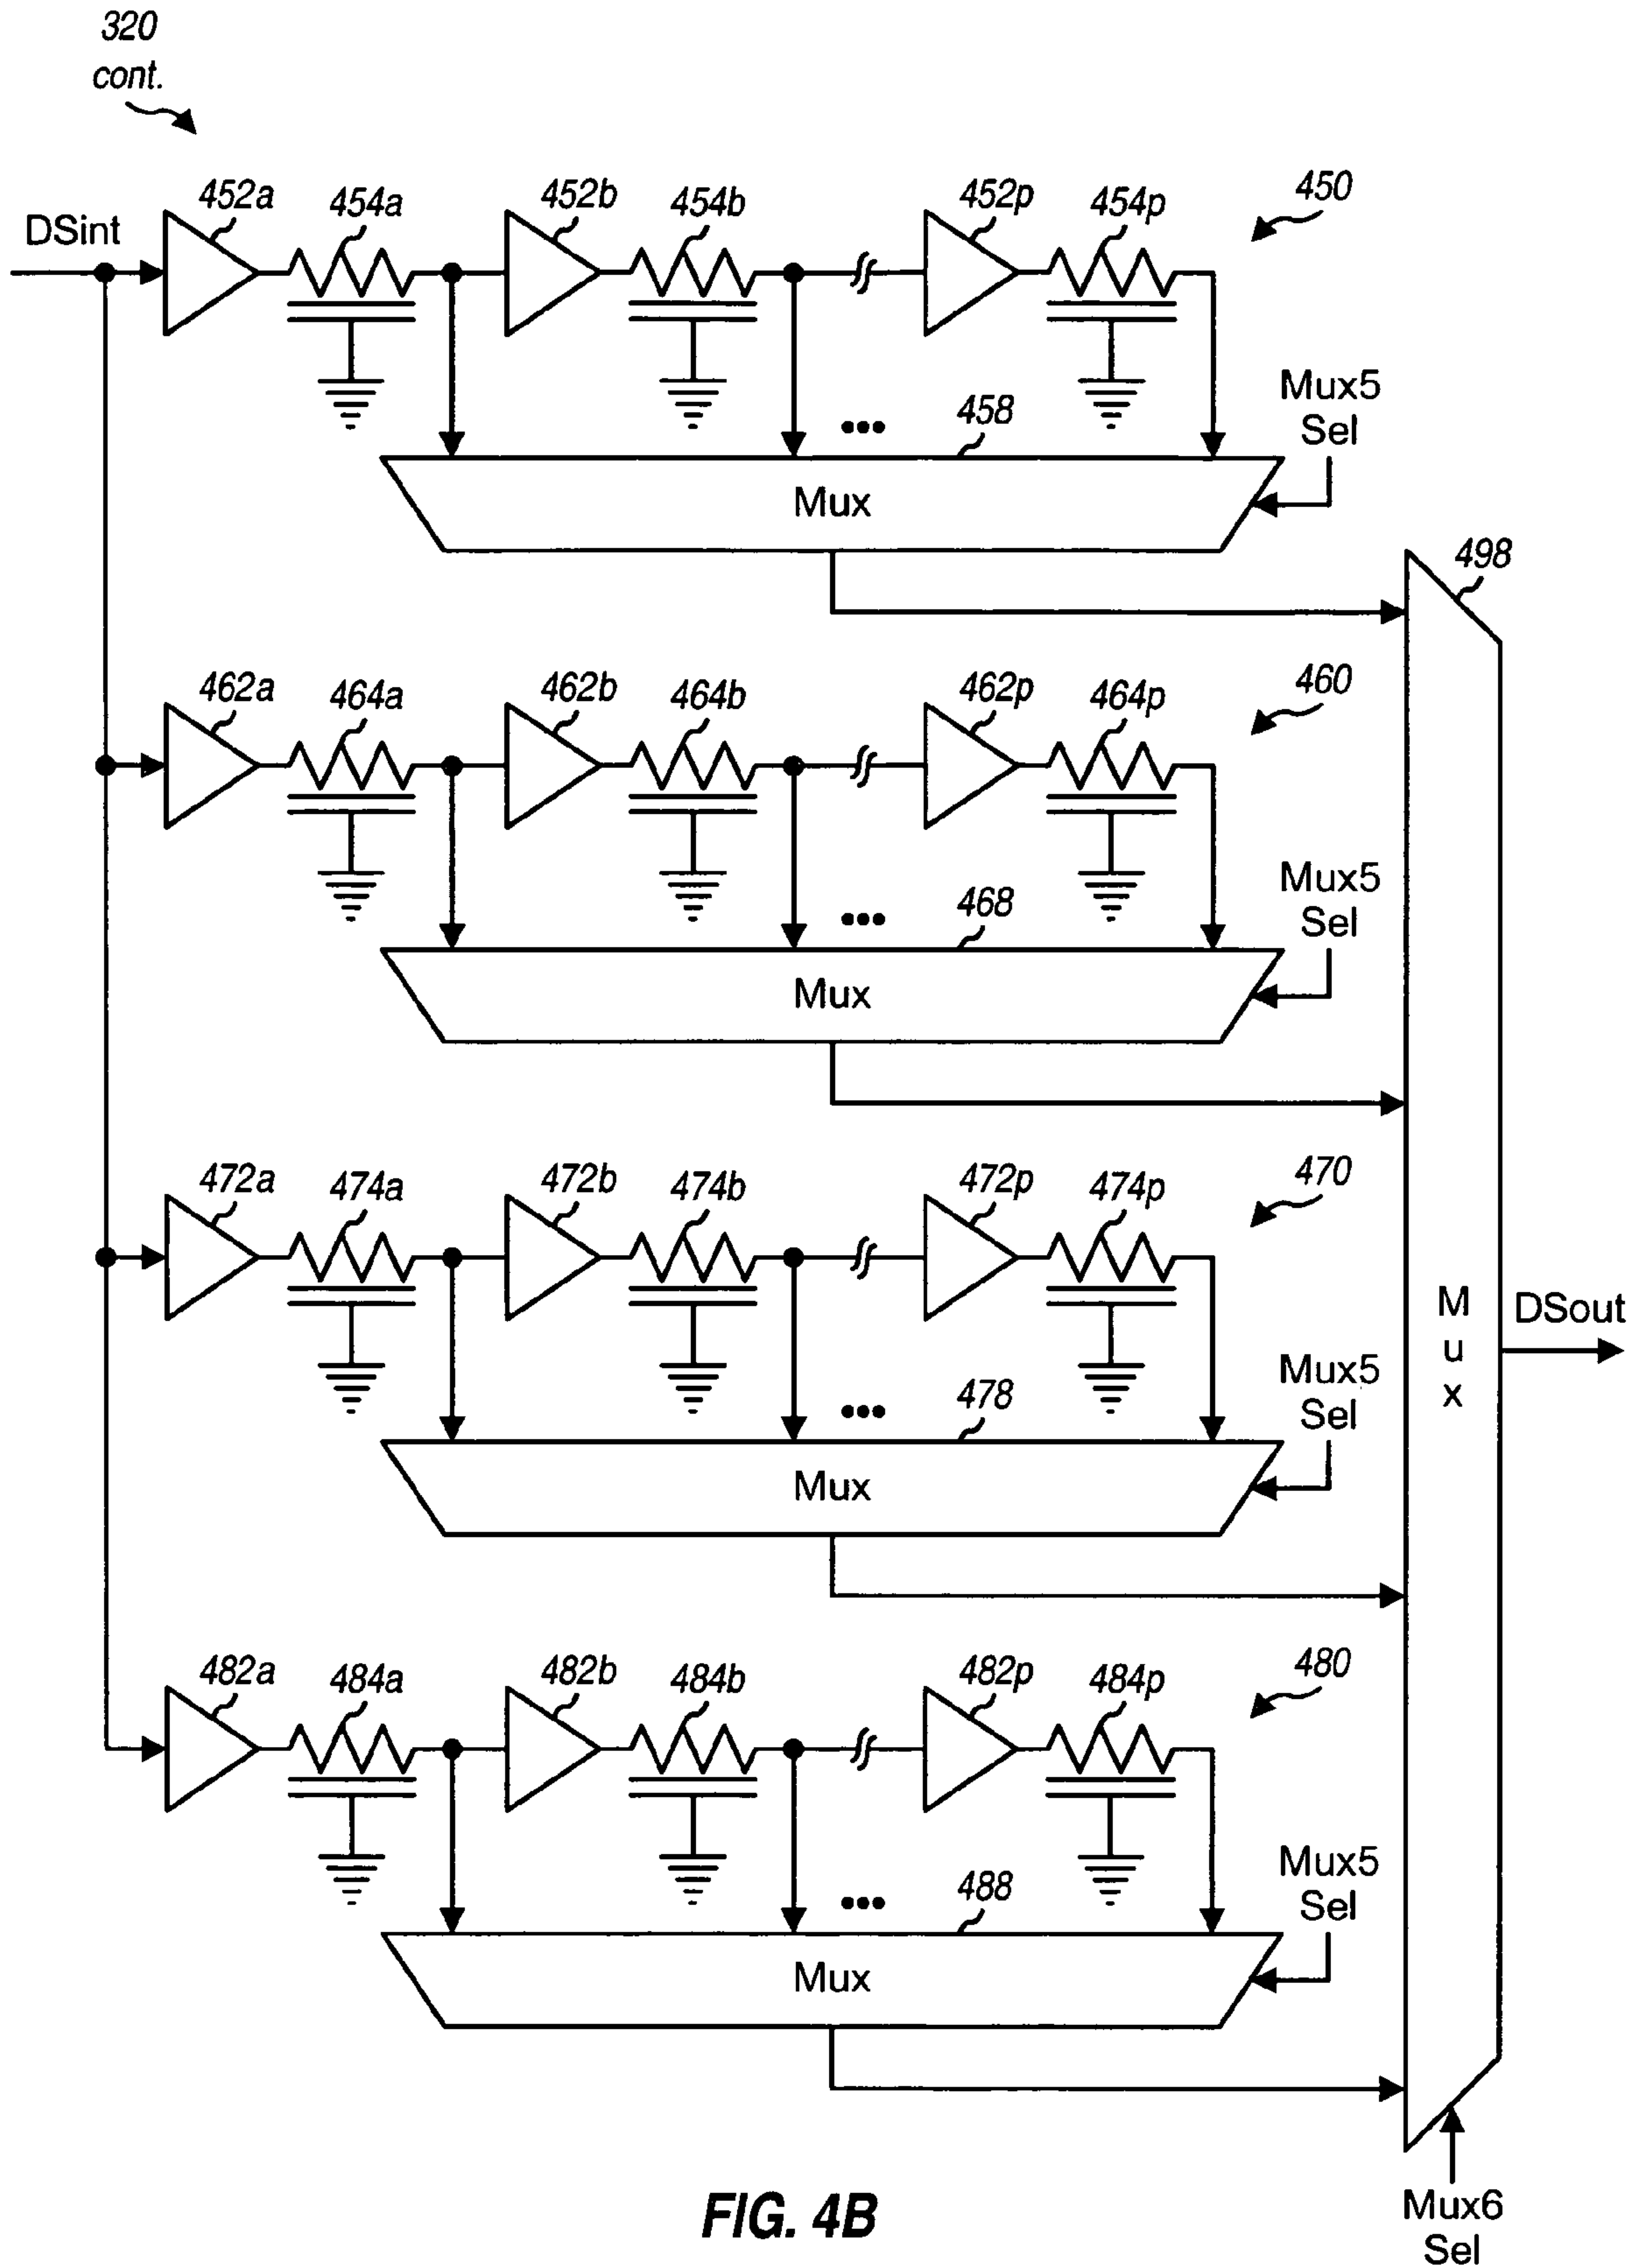 320
cont.
452a
454a
452b
454b
452p
454p
450
DSint
Mux5
Sel
458
Mux
498
462a
464a
462b
464b
462p
464p
460
Mux5
Sel
468
Mux
472a
474a
472b
474b
472p
474p
470
Mux
DSout
Mux5
Sel
478
Mux
482a
484a
482b
484b
482p
484p
480
Mux5
Sel
488
Mux
Mux6
Sel
FIG. 4B